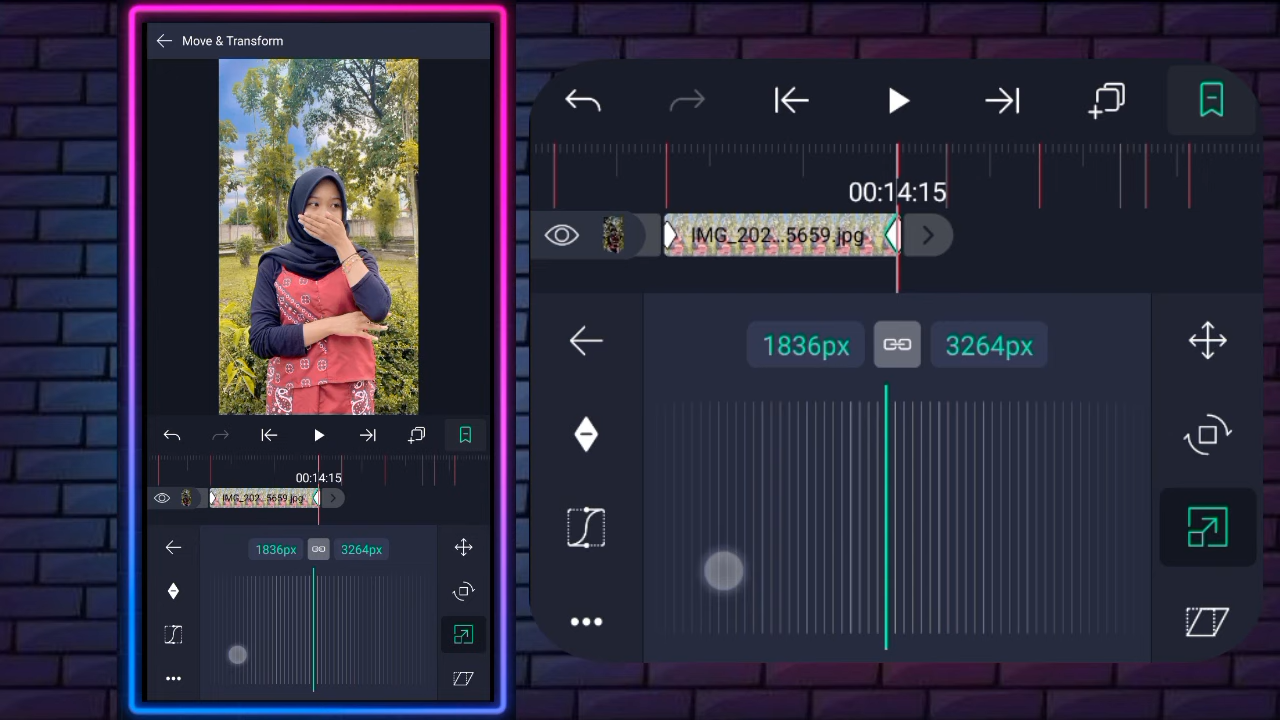 Move & Transform
00:14:15
IMG_202...5659.jpg
1836px
3264px
00:14:15
IMG_202...5659.jpg
1836px
3264px